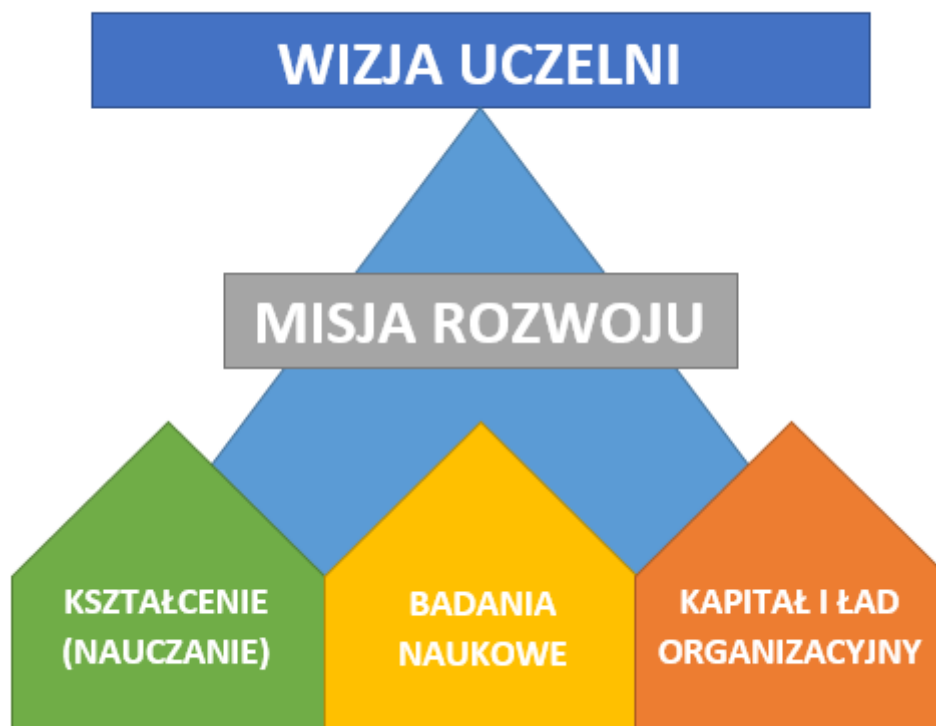 WIZJA UCZELNI
MISJA ROZWOJU
KSZTAŁCENIE
(NAUCZANIE)
BADANIA
NAUKOWE
KAPITAŁ I ŁAD
ORGANIZACYJNY